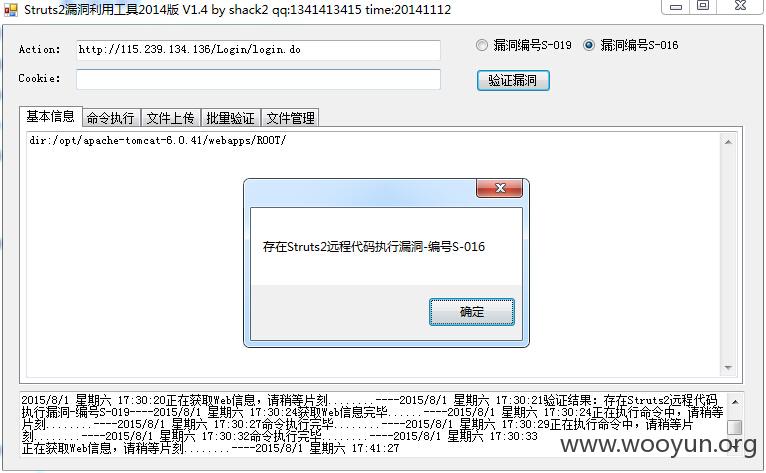 Struts2漏洞利用工具2014版 V1.4 by shack2 qq:1341413415 time:20141112
Action: http://115.239.134.136/Login/login.do 漏洞编号S-019 漏洞编号S-016
Cookie: 验证漏洞
基本信息 命令执行 文件上传 批量验证 文件管理
dir:/opt/apache-tomcat-6.0.41/webapps/ROOT/
存在Struts2远程代码执行漏洞-编号S-016
确定
2015/8/1 星期六 17:30:20正在获取Web信息，请稍等片刻........----2015/8/1 星期六 17:30:21验证结果：存在Struts2远程代码
执行漏洞-编号S-019----2015/8/1 星期六 17:30:24获取Web信息完毕......----2015/8/1 星期六 17:30:24正在执行命令中，请稍等
片刻........----2015/8/1 星期六 17:30:27命令执行完毕........----2015/8/1 星期六 17:30:29正在执行命令中，请稍等片
刻........----2015/8/1 星期六 17:30:32命令执行完毕........----2015/8/1 星期六 17:30:33
正在获取Web信息，请稍等片刻........----2015/8/1 星期六 17:41:27
www.wooyun.org